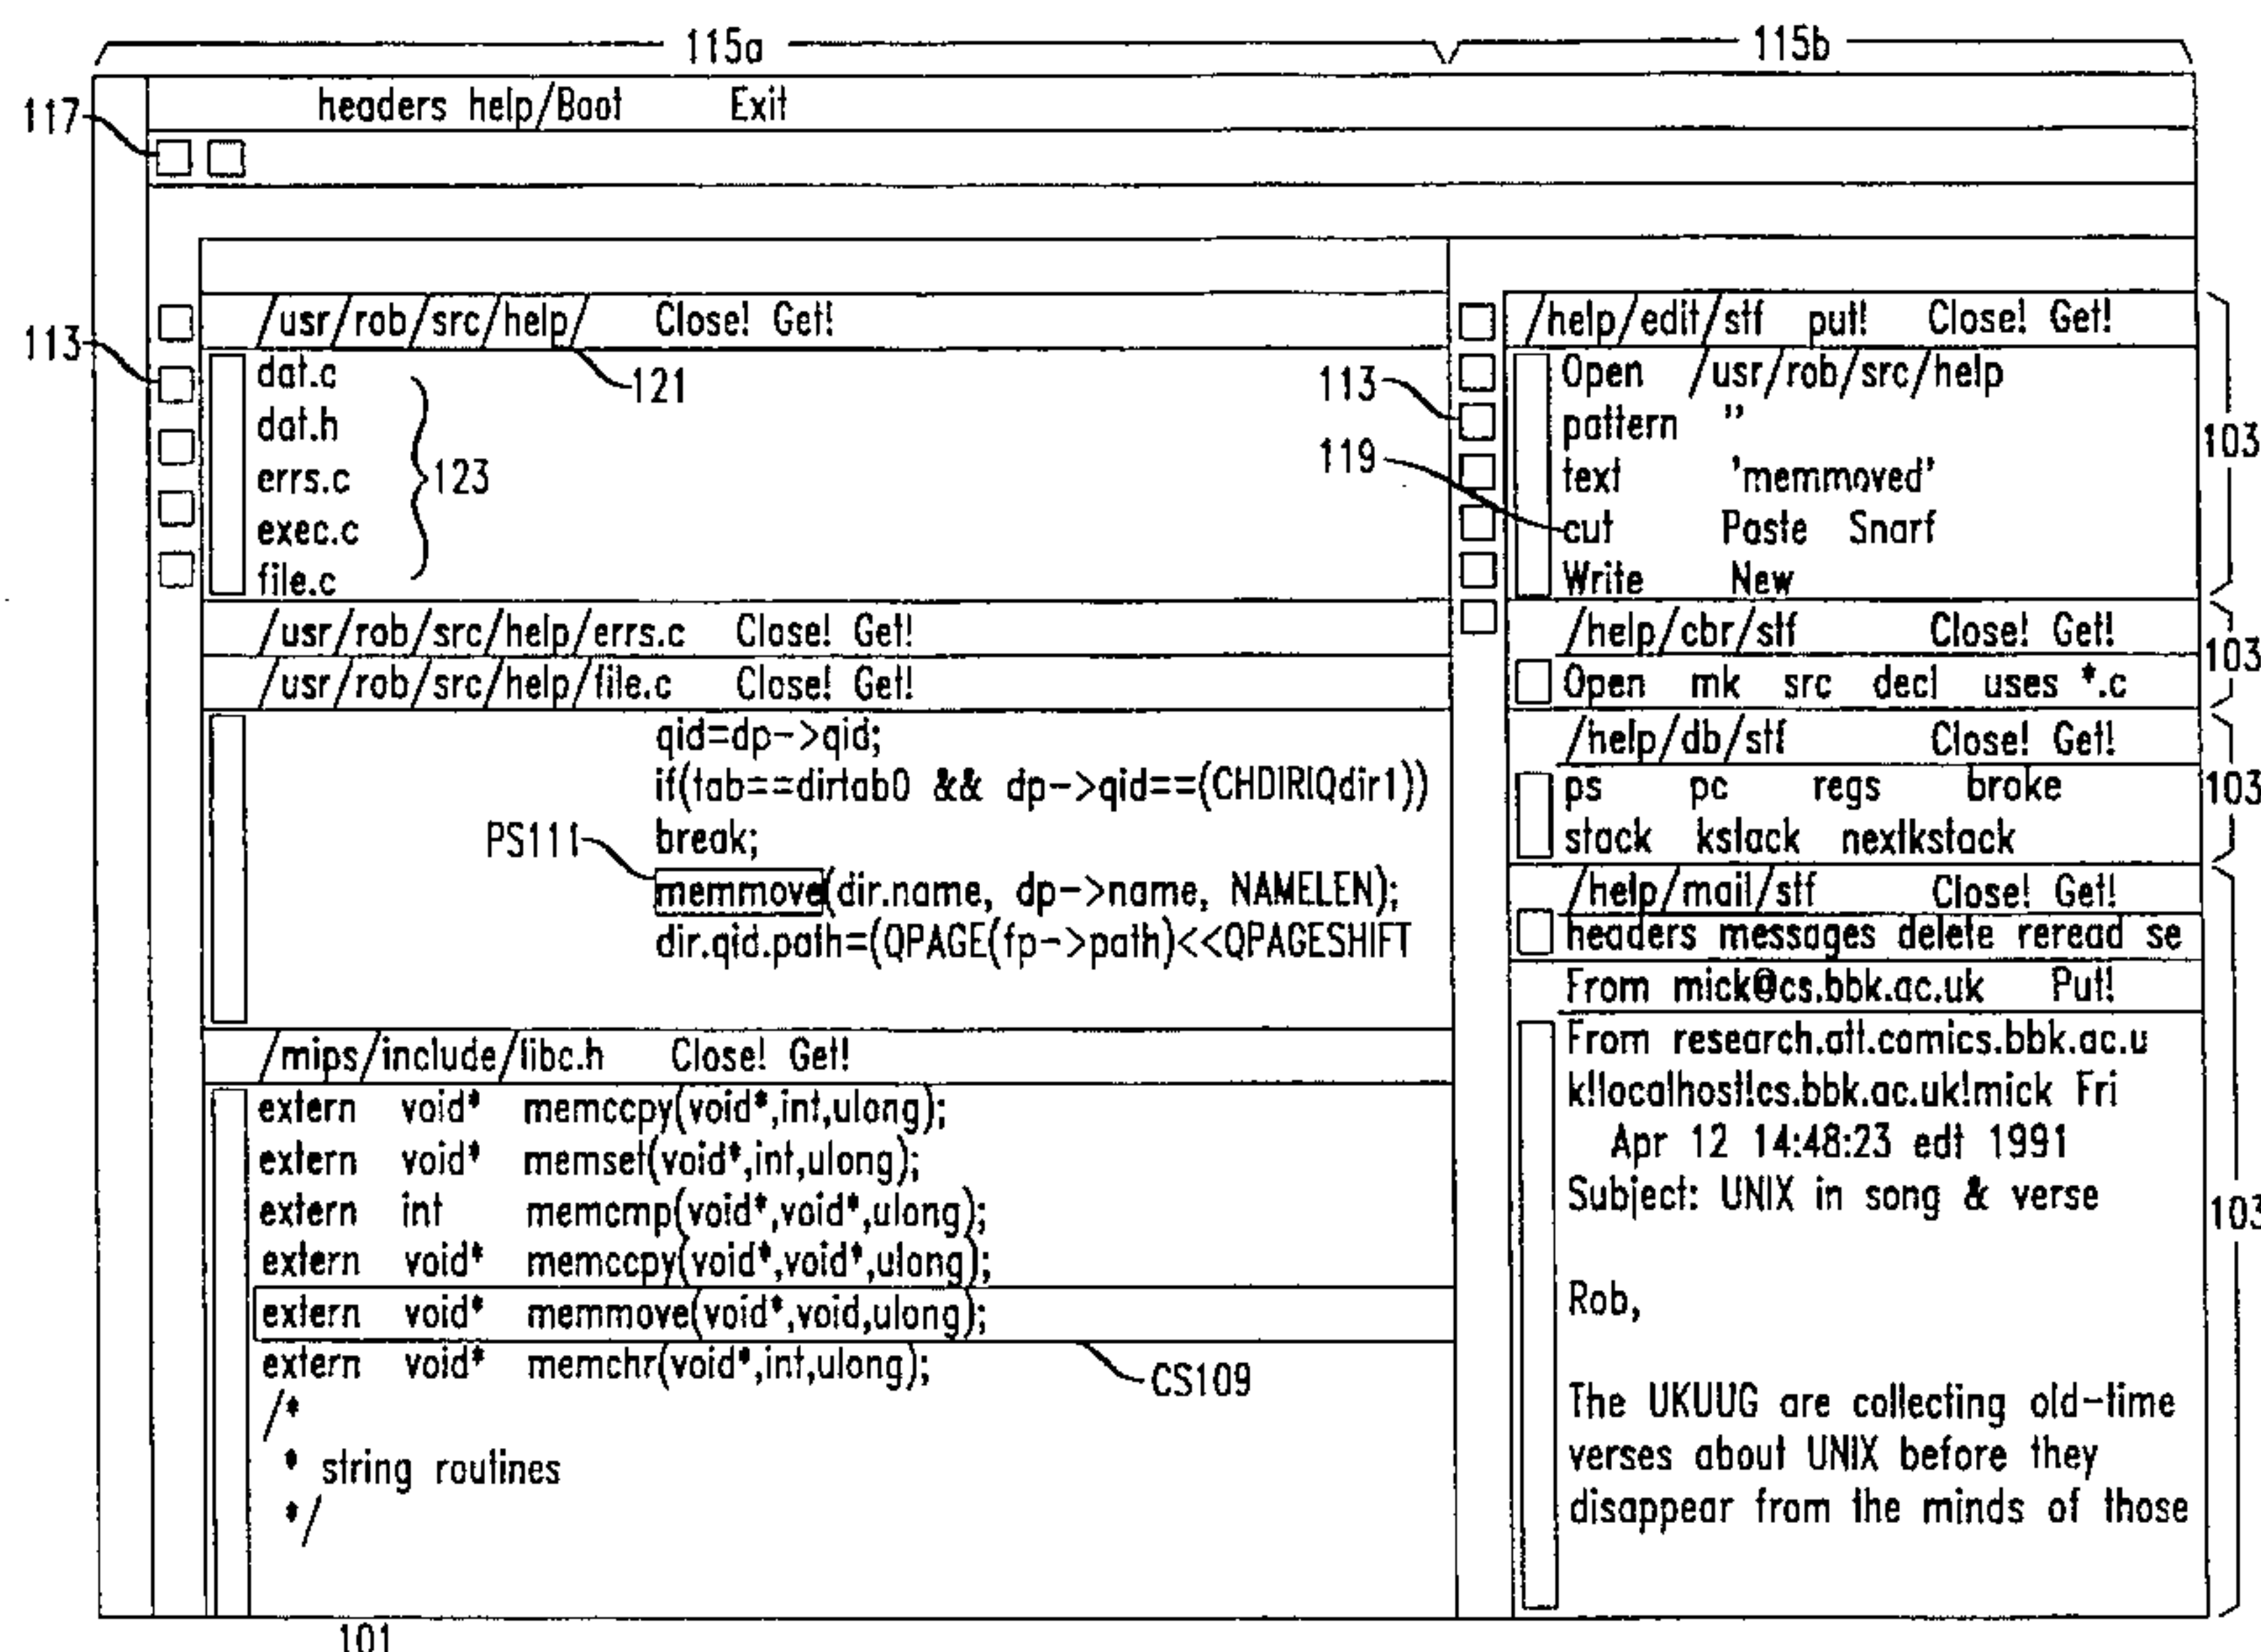 115a 115b
headers help/Boot Exit
117
/usr/rob/src/help/ Close! Get!
113
121
dat.c
dat.h
errs.c
exec.c
file.c
123
/usr/rob/src/help/errs.c Close! Get!
/usr/rob/src/help/file.c Close! Get!
qid=dp->qid;
if(tab==dirtab0 && dp->qid==(CHDIRIQdir1))
break;
PS111
memmove(dir.name, dp->name, NAMELEN);
dir.qid.path=(QPAGE(fp->path)<<QPAGESHIFT
/mips/include/libc.h Close! Get!
extern void* memccpy(void*,int,ulong);
extern void* memset(void*,int,ulong);
extern int memcmp(void*,void*,ulong);
extern void* memccpy(void*,void*,ulong);
extern void* memmove(void*,void,ulong);
extern void* memchr(void*,int,ulong);
CS109
/*
* string routines
*/
101
/help/edit/stf put! Close! Get!
113
119
Open /usr/rob/src/help
pattern "
text 'memmoved'
cut Paste Snarf
Write New
103
/help/cbr/stf Close! Get!
Open mk src decl uses *.c
103
/help/db/stf Close! Get!
ps pc regs broke
stack kstack nextkstack
103
/help/mail/stf Close! Get!
headers messages delete reread se
From mick@cs.bbk.ac.uk Put!
From research.att.comics.bbk.ac.u
k!localhost!cs.bbk.ac.uk!mick Fri
Apr 12 14:48:23 edt 1991
Subject: UNIX in song & verse
Rob,
The UKUUG are collecting old-time
verses about UNIX before they
disappear from the minds of those
103